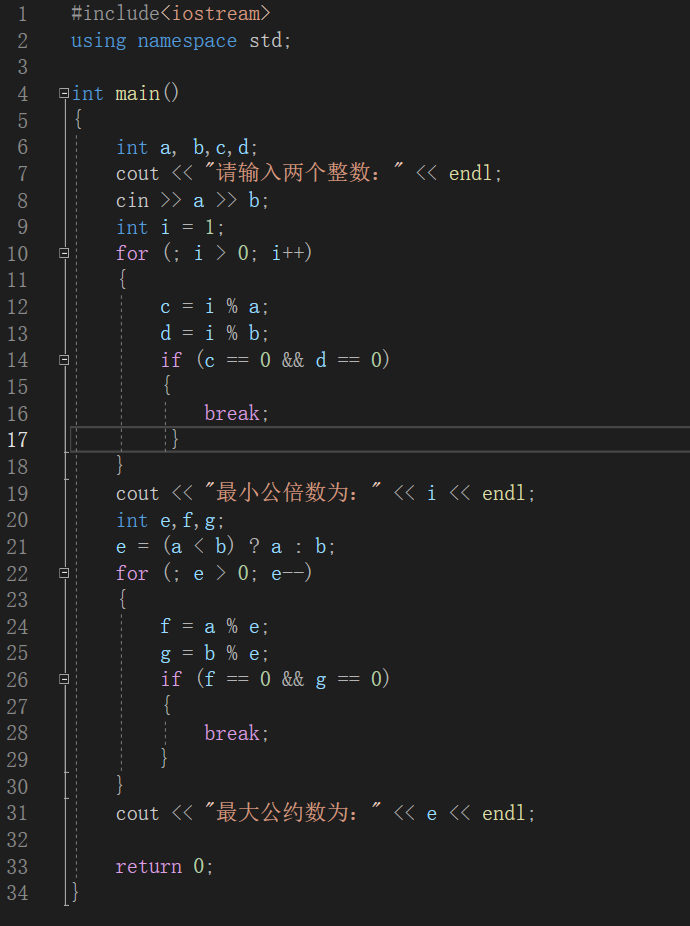 1 #include<iostream>
2 using namespace std;
3
4 int main()
5 {
6 int a, b,c,d;
7 cout << "请输入两个整数：" << endl;
8 cin >> a >> b;
9 int i = 1;
10 for (; i > 0; i++)
11 {
12 c = i % a;
13 d = i % b;
14 if (c == 0 && d == 0)
15 {
16 break;
17 }
18 }
19 cout << "最小公倍数为：" << i << endl;
20 int e,f,g;
21 e = (a < b) ? a : b;
22 for (; e > 0; e--)
23 {
24 f = a % e;
25 g = b % e;
26 if (f == 0 && g == 0)
27 {
28 break;
29 }
30 }
31 cout << "最大公约数为：" << e << endl;
32
33 return 0;
34 }